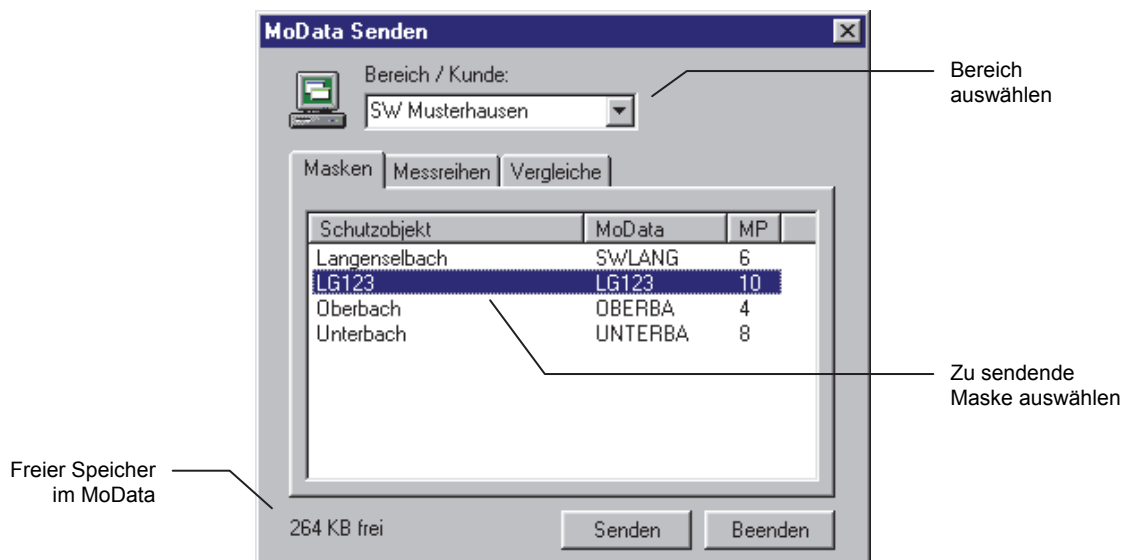 MoData Senden
Bereich / Kunde:
SW Musterhausen
Bereich
auswählen
Masken Messreihen Vergleiche
Schutzobjekt MoData MP
Langenselbach SWLANG 6
LG123 LG123 10
Oberbach OBERBA 4
Unterbach UNTERBA 8
Zu sendende
Maske auswählen
Freier Speicher
im MoData
264 KB frei Senden Beenden